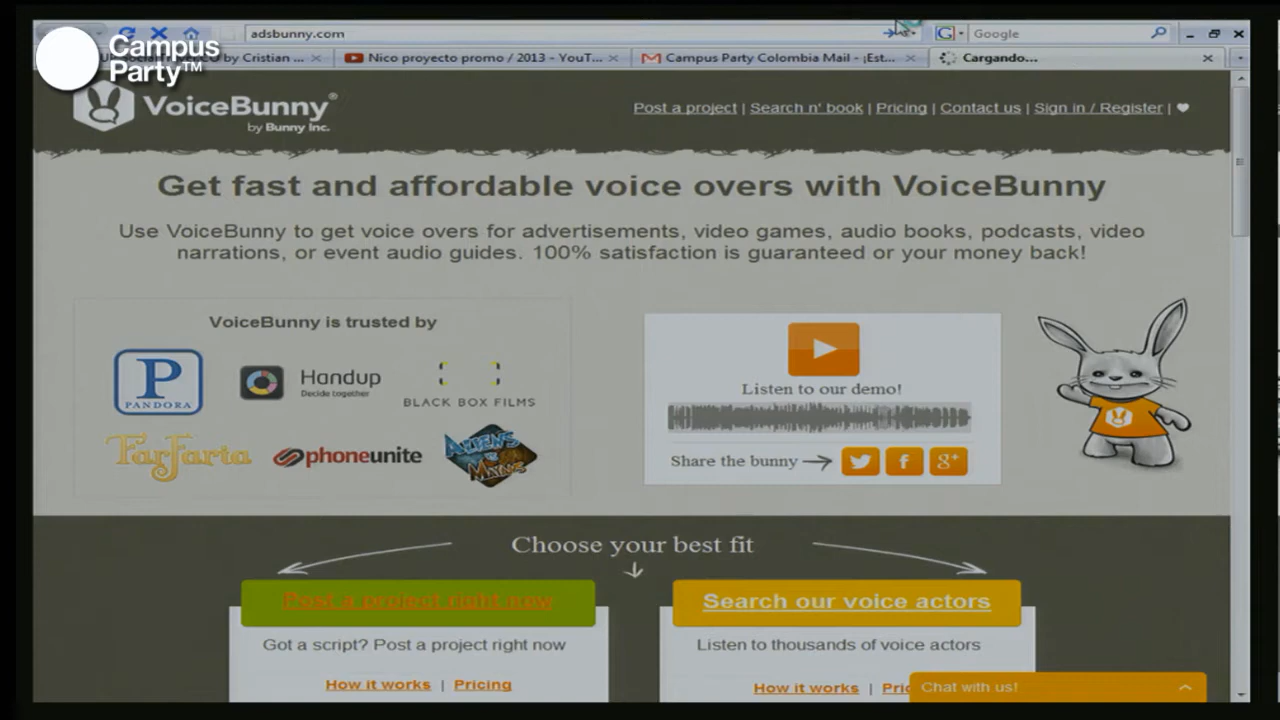 Campus
Party™
adsbunny.com
Google
by Cristian ...
Nico proyecto promo / 2013 - YouT...
Campus Party Colombia Mail - ¡Est...
Cargando...
VoiceBunny®
by Bunny Inc.
Post a project | Search n' book | Pricing | Contact us | Sign in / Register |
Get fast and affordable voice overs with VoiceBunny
Use VoiceBunny to get voice overs for advertisements, video games, audio books, podcasts, video
narrations, or event audio guides. 100% satisfaction is guaranteed or your money back!
VoiceBunny is trusted by
P
PANDORA
Handup
Decide together
BLACK BOX FILMS
FarFaria
phoneunite
Listen to our demo!
Share the bunny
Choose your best fit
Post a project right now
Search our voice actors
Got a script? Post a project right now
Listen to thousands of voice actors
How it works | Pricing
How it works | Pric
Chat with us!